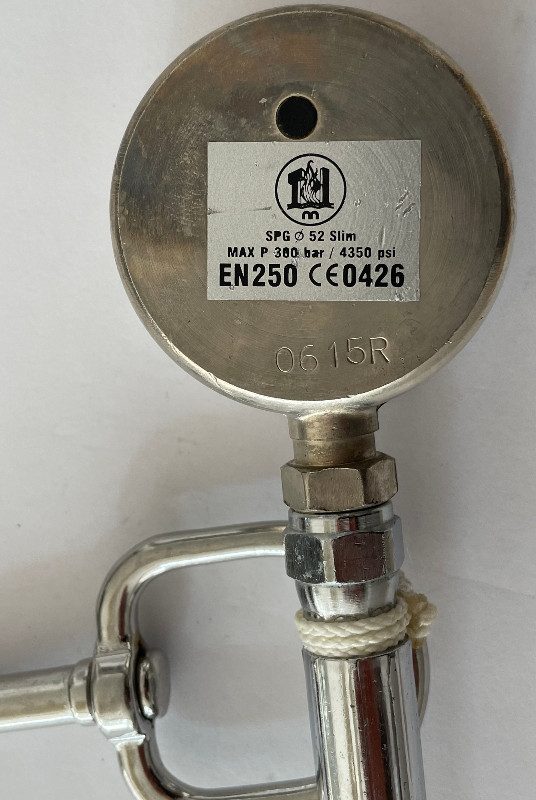 m
SPG Ø 52 Slim
MAX P 300 bar / 4350 psi
EN250 CE0426
0615R